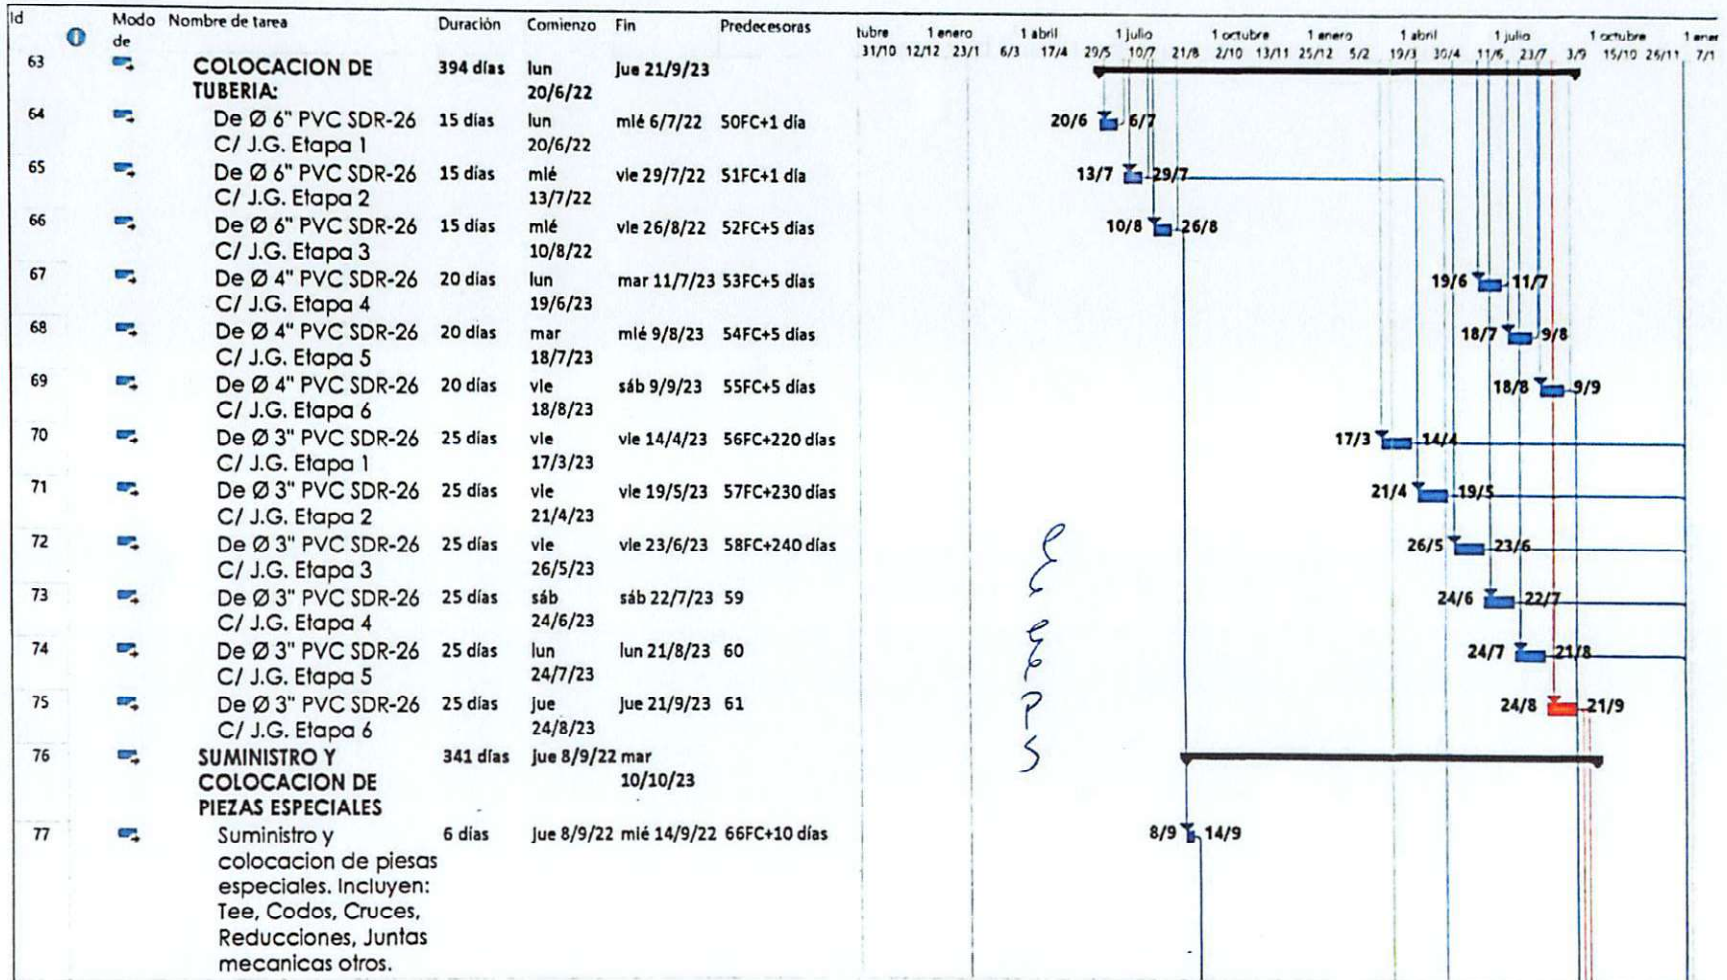 Id Modo de Nombre de tarea Duración Comienzo Fin Predecesoras
tubre 1 enero 1 abril 1 julio 1 octubre 1 enero 1 abril 1 julio 1 octubre 1 ener
31/10 12/12 23/1 6/3 17/4 29/5 10/7 21/8 2/10 13/11 25/12 5/2 19/3 30/4 11/6 23/7 3/9 15/10 26/11 7/1
63 COLOCACION DE 394 días lun Jue 21/9/23
TUBERIA: 20/6/22
64 De Ø 6" PVC SDR-26 15 días lun mié 6/7/22 50FC+1 día 20/6 6/7
C/ J.G. Etapa 1 20/6/22
65 De Ø 6" PVC SDR-26 15 días mié vie 29/7/22 51FC+1 día 13/7 29/7
C/ J.G. Etapa 2 13/7/22
66 De Ø 6" PVC SDR-26 15 días mié vie 26/8/22 52FC+5 días 10/8 26/8
C/ J.G. Etapa 3 10/8/22
67 De Ø 4" PVC SDR-26 20 días lun mar 11/7/23 53FC+5 días 19/6 11/7
C/ J.G. Etapa 4 19/6/23
68 De Ø 4" PVC SDR-26 20 días mar mié 9/8/23 54FC+5 días 18/7 9/8
C/ J.G. Etapa 5 18/7/23
69 De Ø 4" PVC SDR-26 20 días vie sáb 9/9/23 55FC+5 días 18/8 9/9
C/ J.G. Etapa 6 18/8/23
70 De Ø 3" PVC SDR-26 25 días vie vie 14/4/23 56FC+220 días 17/3 14/4
C/ J.G. Etapa 1 17/3/23
71 De Ø 3" PVC SDR-26 25 días vie vie 19/5/23 57FC+230 días 21/4 19/5
C/ J.G. Etapa 2 21/4/23
72 De Ø 3" PVC SDR-26 25 días vie vie 23/6/23 58FC+240 días 26/5 23/6
C/ J.G. Etapa 3 26/5/23
73 De Ø 3" PVC SDR-26 25 días sáb sáb 22/7/23 59 24/6 22/7
C/ J.G. Etapa 4 24/6/23
74 De Ø 3" PVC SDR-26 25 días lun lun 21/8/23 60 24/7 21/8
C/ J.G. Etapa 5 24/7/23
75 De Ø 3" PVC SDR-26 25 días jue Jue 21/9/23 61 24/8 21/9
C/ J.G. Etapa 6 24/8/23
76 SUMINISTRO Y 341 días jue 8/9/22 mar
COLOCACION DE 10/10/23
PIEZAS ESPECIALES
77 Suministro y 6 días Jue 8/9/22 mié 14/9/22 66FC+10 días 8/9 14/9
colocacion de piesas
especiales. Incluyen:
Tee, Codos, Cruces,
Reducciones, Juntas
mecanicas otros.